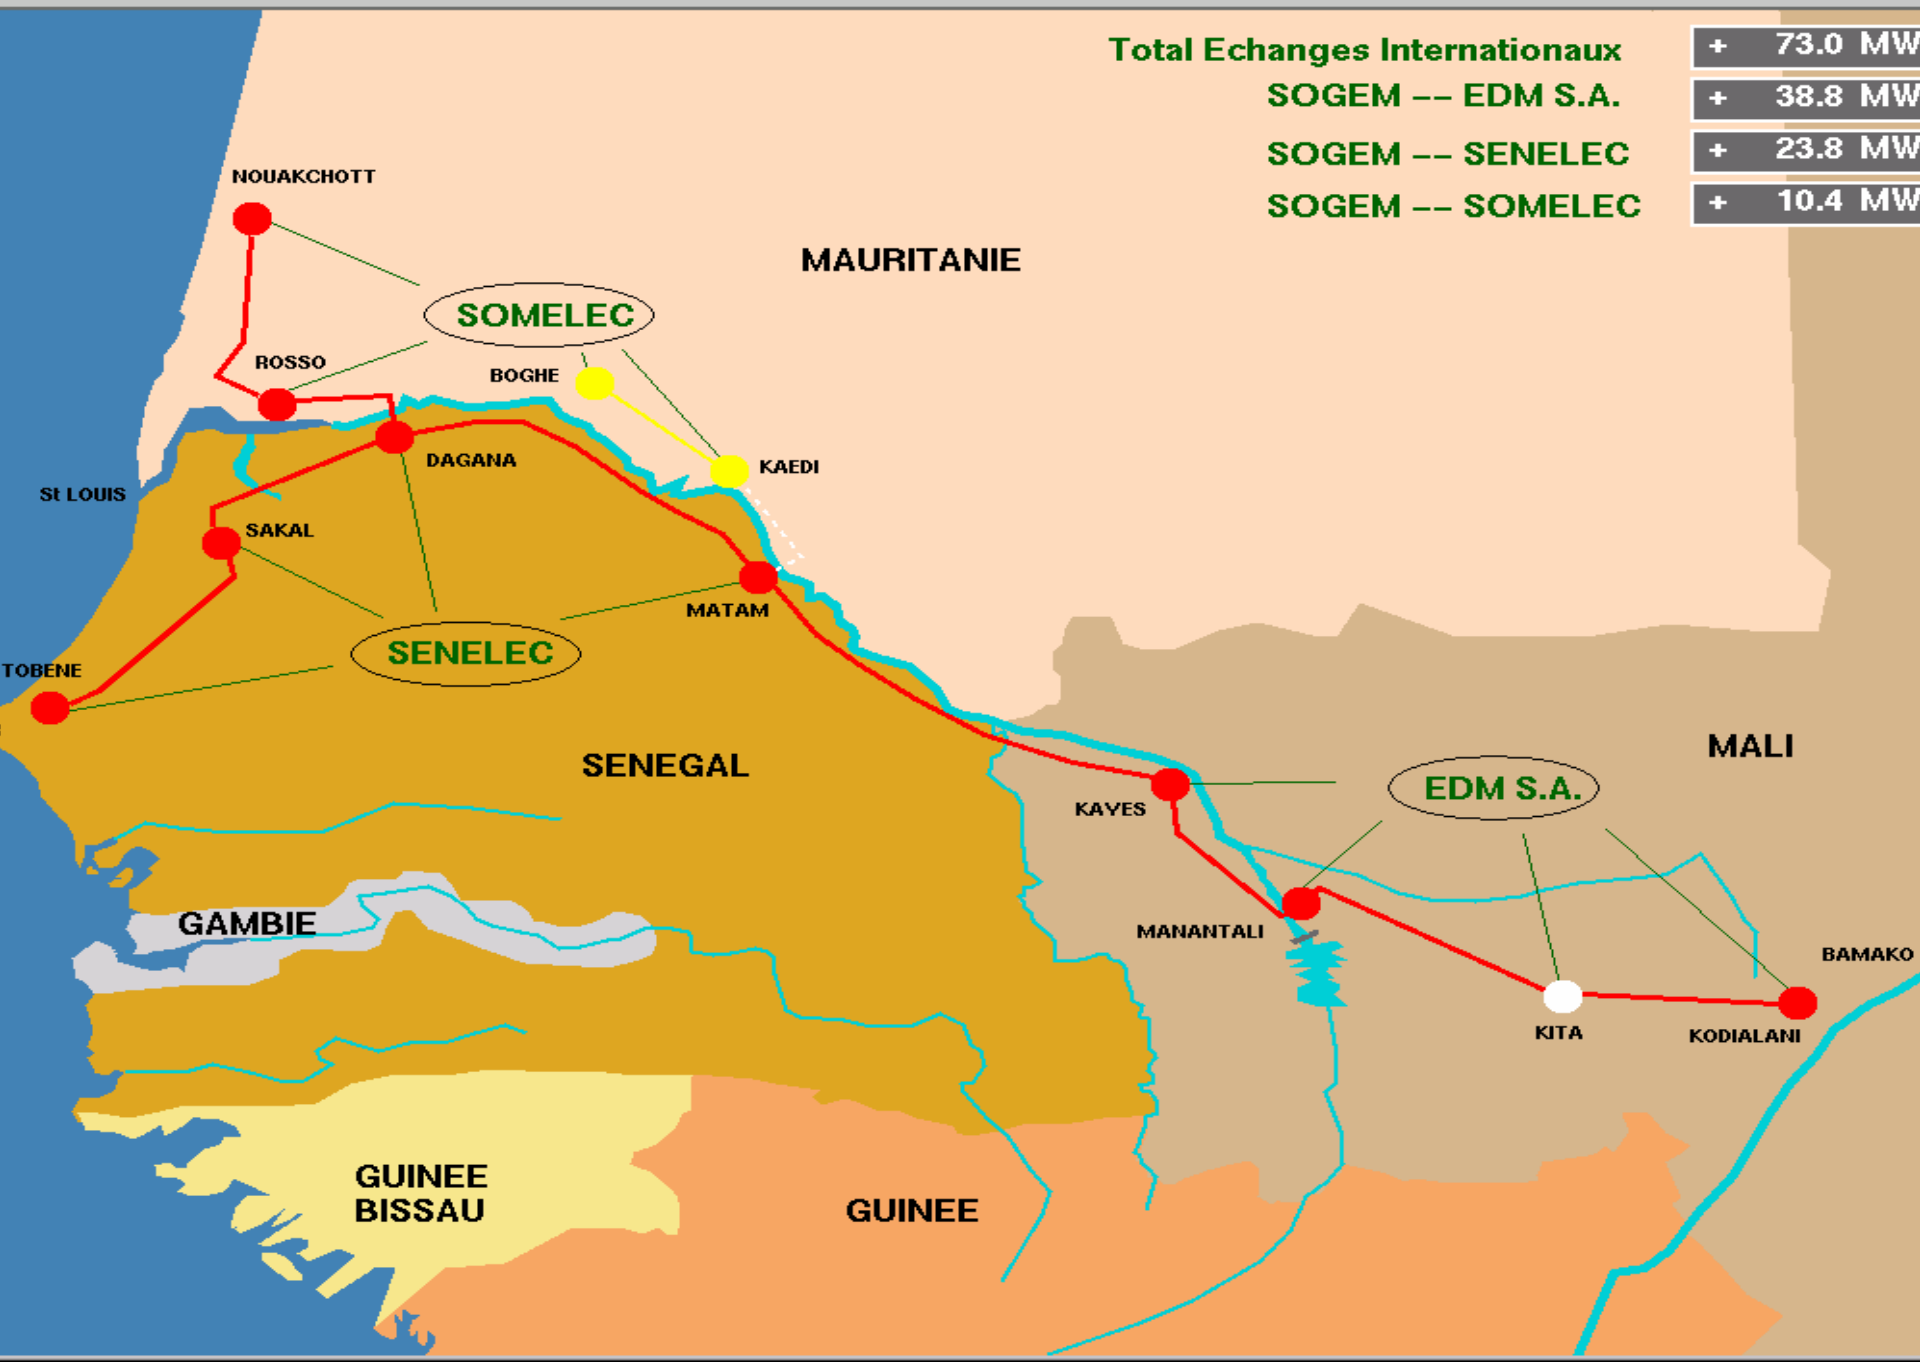 Total Echanges Internationaux + 73.0 MW
SOGEM -- EDM S.A. + 38.8 MW
SOGEM -- SENELEC + 23.8 MW
SOGEM -- SOMELEC + 10.4 MW
NOUAKCHOTT
MAURITANIE
SOMELEC
ROSSO
BOGHE
DAGANA
KAEDI
St LOUIS
SAKAL
MATAM
SENELEC
TOBENE
SENEGAL
MALI
EDM S.A.
KAYES
GAMBIE
MANANTALI
BAMAKO
KITA
KODIALANI
GUINEE
BISSAU
GUINEE